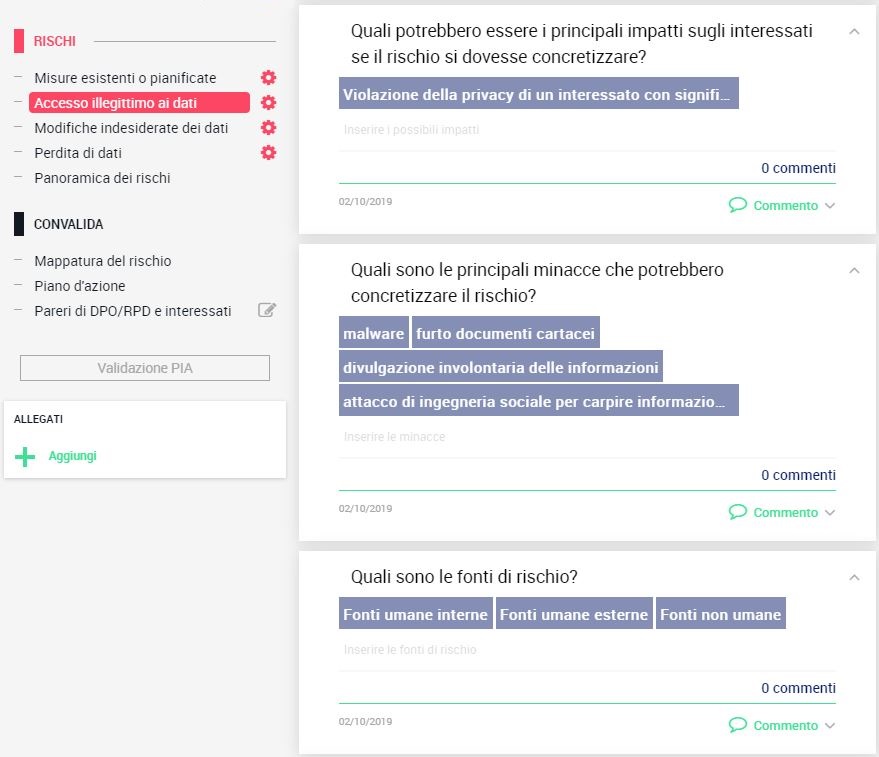 RISCHI
Misure esistenti o pianificate
Accesso illegittimo ai dati
Modifiche indesiderate dei dati
Perdita di dati
Panoramica dei rischi
CONVALIDA
Mappatura del rischio
Piano d'azione
Pareri di DPO/RPD e interessati
Validazione PIA
ALLEGATI
Aggiungi
Quali potrebbero essere i principali impatti sugli interessati
se il rischio si dovesse concretizzare?
Violazione della privacy di un interessato con signifi...
Inserire i possibili impatti
0 commenti
02/10/2019
Commento
Quali sono le principali minacce che potrebbero
concretizzare il rischio?
malware furto documenti cartacei
divulgazione involontaria delle informazioni
attacco di ingegneria sociale per carpire informazio...
Inserire le minacce
0 commenti
02/10/2019
Commento
Quali sono le fonti di rischio?
Fonti umane interne Fonti umane esterne Fonti non umane
Inserire le fonti di rischio
0 commenti
02/10/2019
Commento